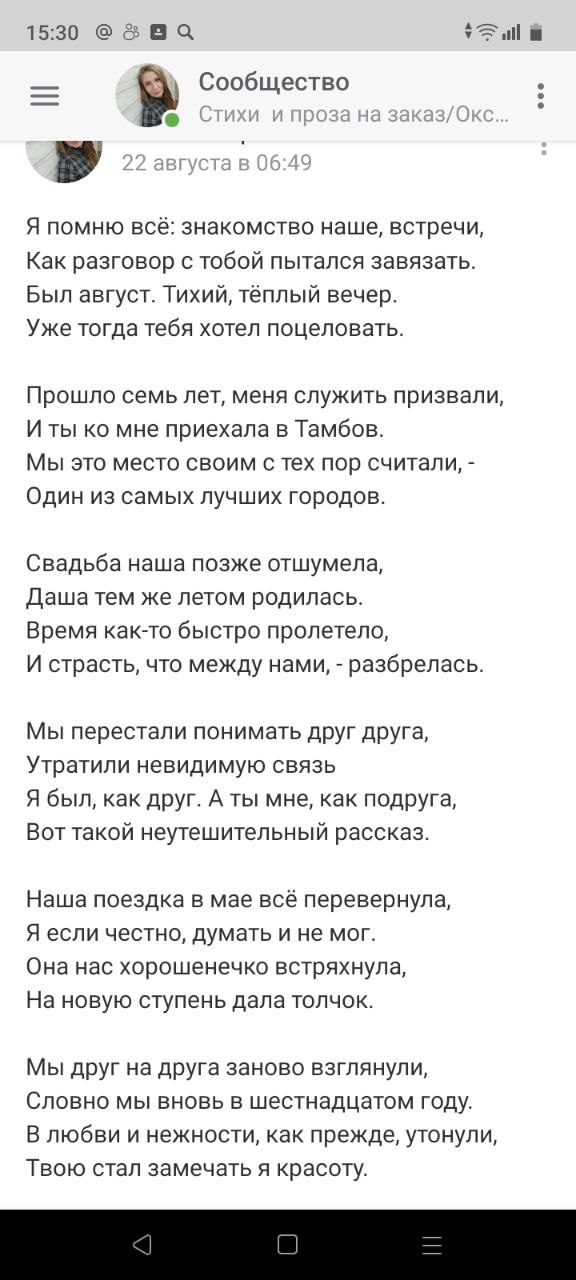 15:30
Сообщество
Стихи и проза на заказ/Окс...
22 августа в 06:49
Я помню всё: знакомство наше, встречи,
Как разговор с тобой пытался завязать.
Был август. Тихий, тёплый вечер.
Уже тогда тебя хотел поцеловать.
Прошло семь лет, меня служить призвали,
И ты ко мне приехала в Тамбов.
Мы это место своим с тех пор считали, -
Один из самых лучших городов.
Свадьба наша позже отшумела,
Даша тем же летом родилась.
Время как-то быстро пролетело,
И страсть, что между нами, - разбрелась.
Мы перестали понимать друг друга,
Утратили невидимую связь
Я был, как друг. А ты мне, как подруга,
Вот такой неутешительный рассказ.
Наша поездка в мае всё перевернула,
Я если честно, думать и не мог.
Она нас хорошенечко встряхнула,
На новую ступень дала толчок.
Мы друг на друга заново взглянули,
Словно мы вновь в шестнадцатом году.
В любви и нежности, как прежде, утонули,
Твою стал замечать я красоту.